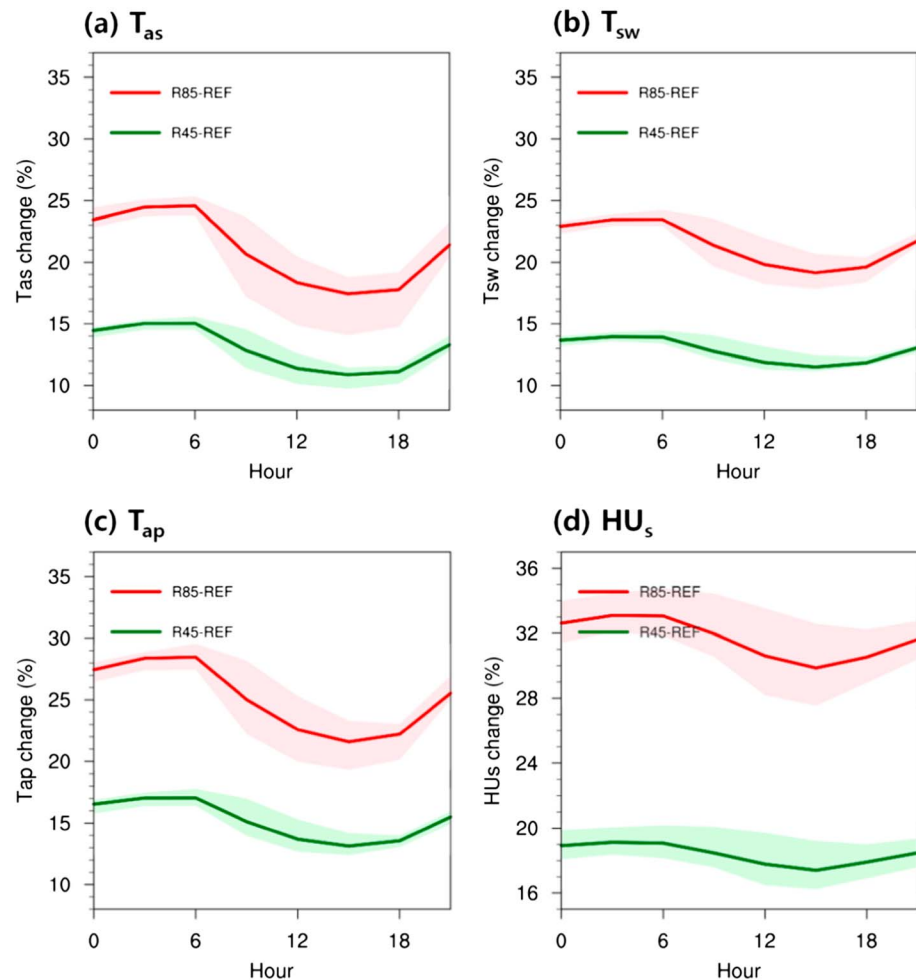 (a) Tas
R85-REF
R45-REF
Tas change (%)
35
30
25
20
15
10
0 6 12 18
Hour
(b) Tsw
R85-REF
R45-REF
Tsw change (%)
35
30
25
20
15
10
0 6 12 18
Hour
(c) Tap
R85-REF
R45-REF
Tap change (%)
35
30
25
20
15
10
0 6 12 18
Hour
(d) HUs
R85-REF
R45-REF
HUs change (%)
36
32
28
24
20
16
0 6 12 18
Hour